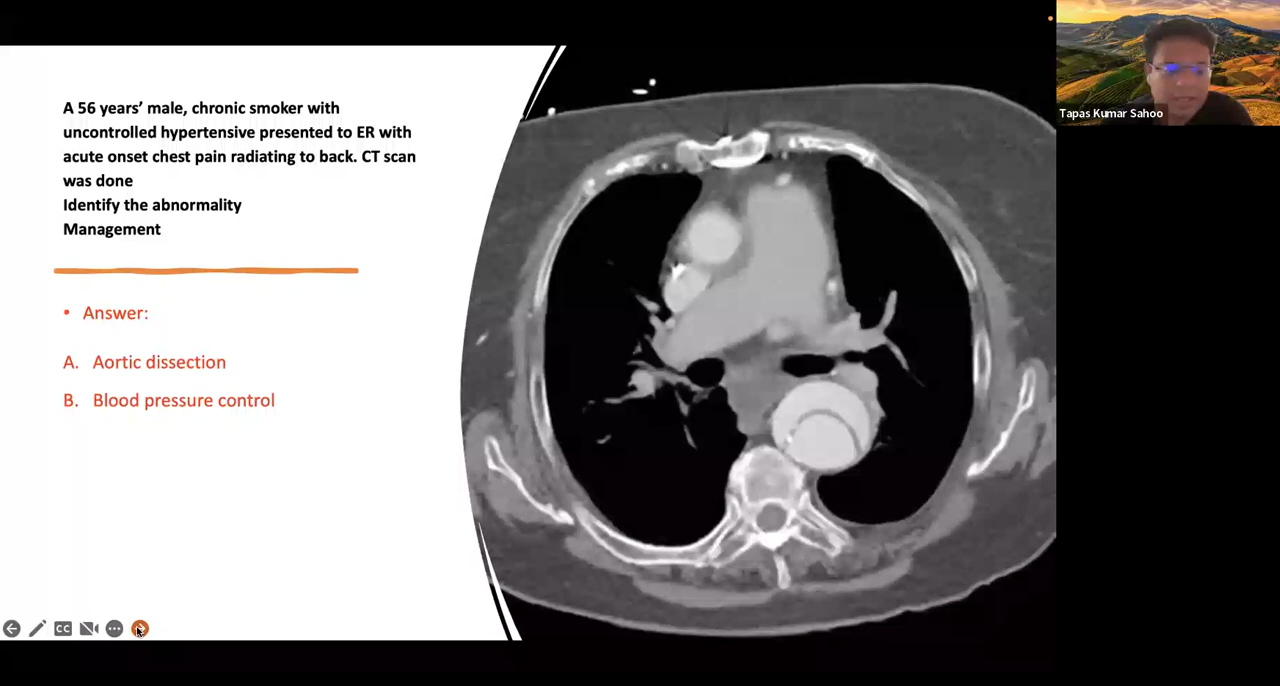 A 56 years’ male, chronic smoker with
uncontrolled hypertensive presented to ER with
acute onset chest pain radiating to back. CT scan
was done
Identify the abnormality
Management
• Answer:
A. Aortic dissection
B. Blood pressure control
Tapas Kumar Sahoo
CC